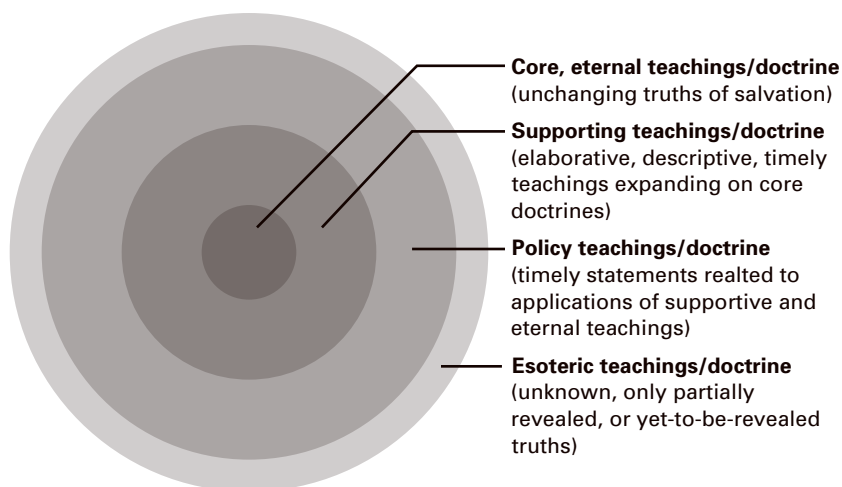 Core, eternal teachings/doctrine
(unchanging truths of salvation)
Supporting teachings/doctrine
(elaborative, descriptive, timely
teachings expanding on core
doctrines)
Policy teachings/doctrine
(timely statements realted to
applications of supportive and
eternal teachings)
Esoteric teachings/doctrine
(unknown, only partially
revealed, or yet-to-be-revealed
truths)